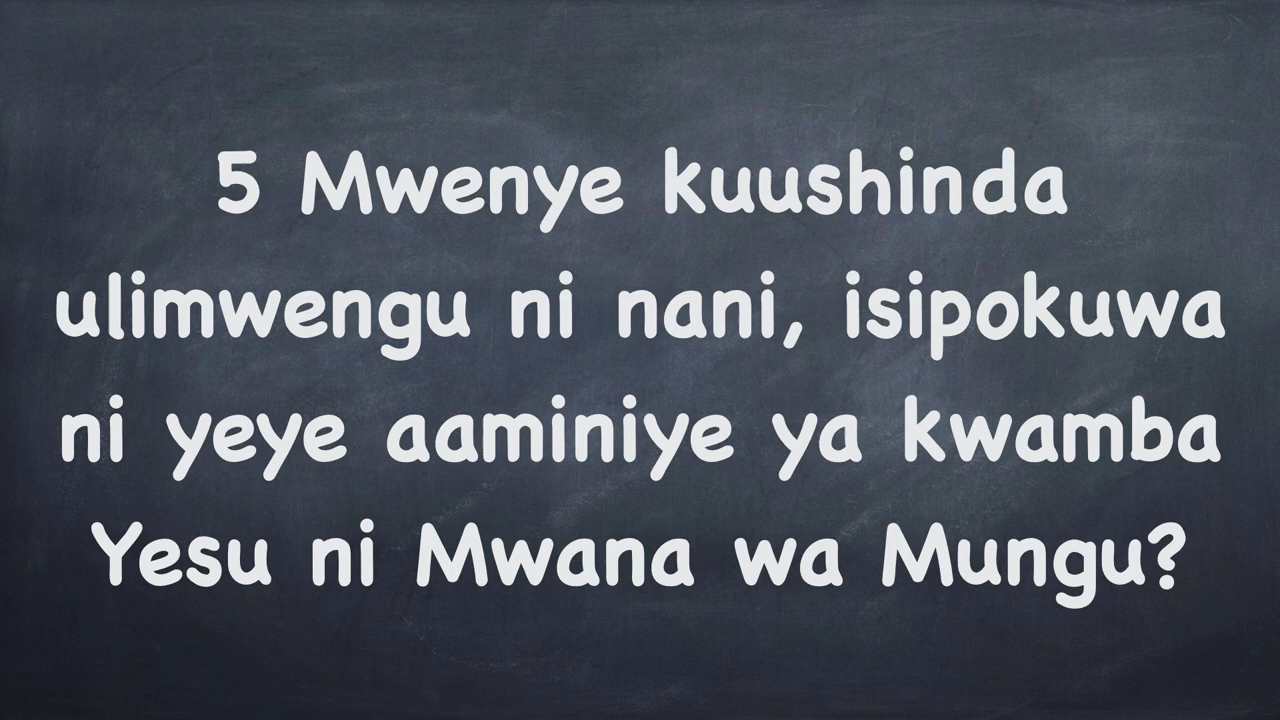 5 Mwenye kuushinda
ulimwengu ni nani, isipokuwa
ni yeye aaminiye ya kwamba
Yesu ni Mwana wa Mungu?